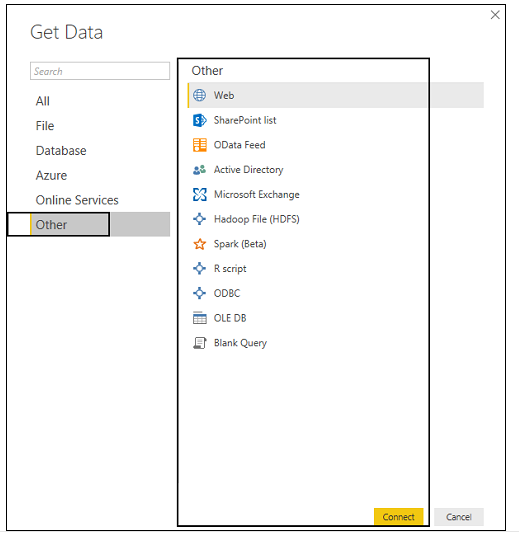 Get Data
Search
All
File
Database
Azure
Online Services
Other
Other
Web
SharePoint list
OData Feed
Active Directory
Microsoft Exchange
Hadoop File (HDFS)
Spark (Beta)
R script
ODBC
OLE DB
Blank Query
Connect
Cancel